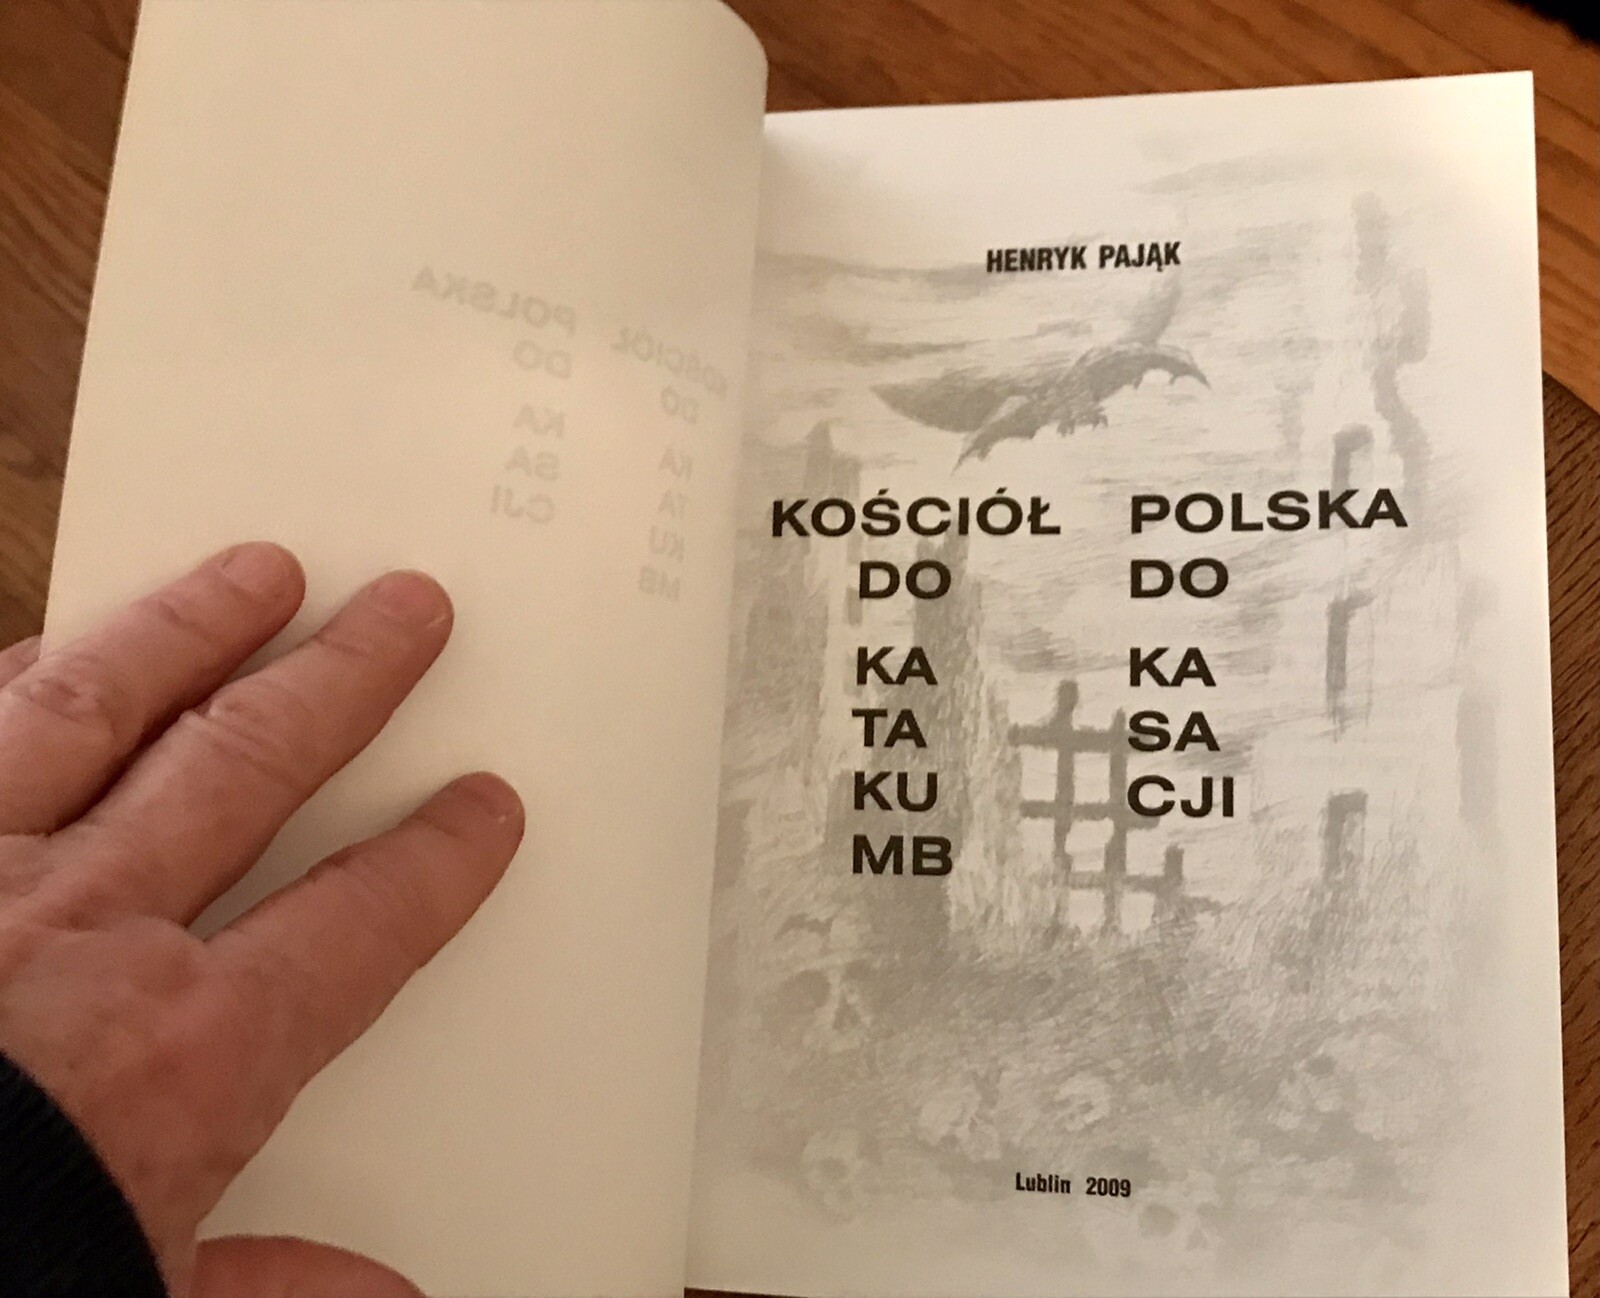 HENRYK PAJĄK
KOŚCIÓŁ POLSKA
DO DO
KA KA
TA SA
KU CJI
MB
Lublin 2009